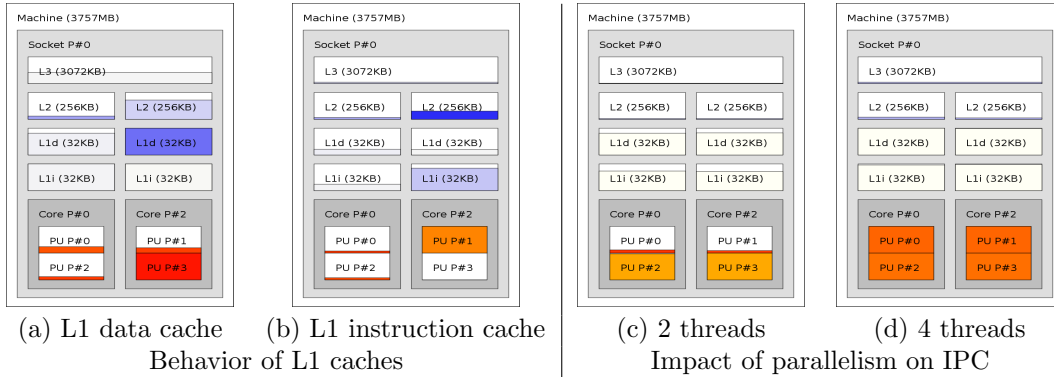 Machine (3757MB)
Socket P#0
L3 (3072KB)
L2 (256KB) L2 (256KB)
L1d (32KB) L1d (32KB)
L1i (32KB) L1i (32KB)
Core P#0 Core P#2
PU P#0 PU P#1
PU P#2 PU P#3
(a) L1 data cache
Machine (3757MB)
Socket P#0
L3 (3072KB)
L2 (256KB) L2 (256KB)
L1d (32KB) L1d (32KB)
L1i (32KB) L1i (32KB)
Core P#0 Core P#2
PU P#0 PU P#1
PU P#2 PU P#3
(b) L1 instruction cache
Behavior of L1 caches
Machine (3757MB)
Socket P#0
L3 (3072KB)
L2 (256KB) L2 (256KB)
L1d (32KB) L1d (32KB)
L1i (32KB) L1i (32KB)
Core P#0 Core P#2
PU P#0 PU P#1
PU P#2 PU P#3
(c) 2 threads
Machine (3757MB)
Socket P#0
L3 (3072KB)
L2 (256KB) L2 (256KB)
L1d (32KB) L1d (32KB)
L1i (32KB) L1i (32KB)
Core P#0 Core P#2
PU P#0 PU P#1
PU P#2 PU P#3
(d) 4 threads
Impact of parallelism on IPC